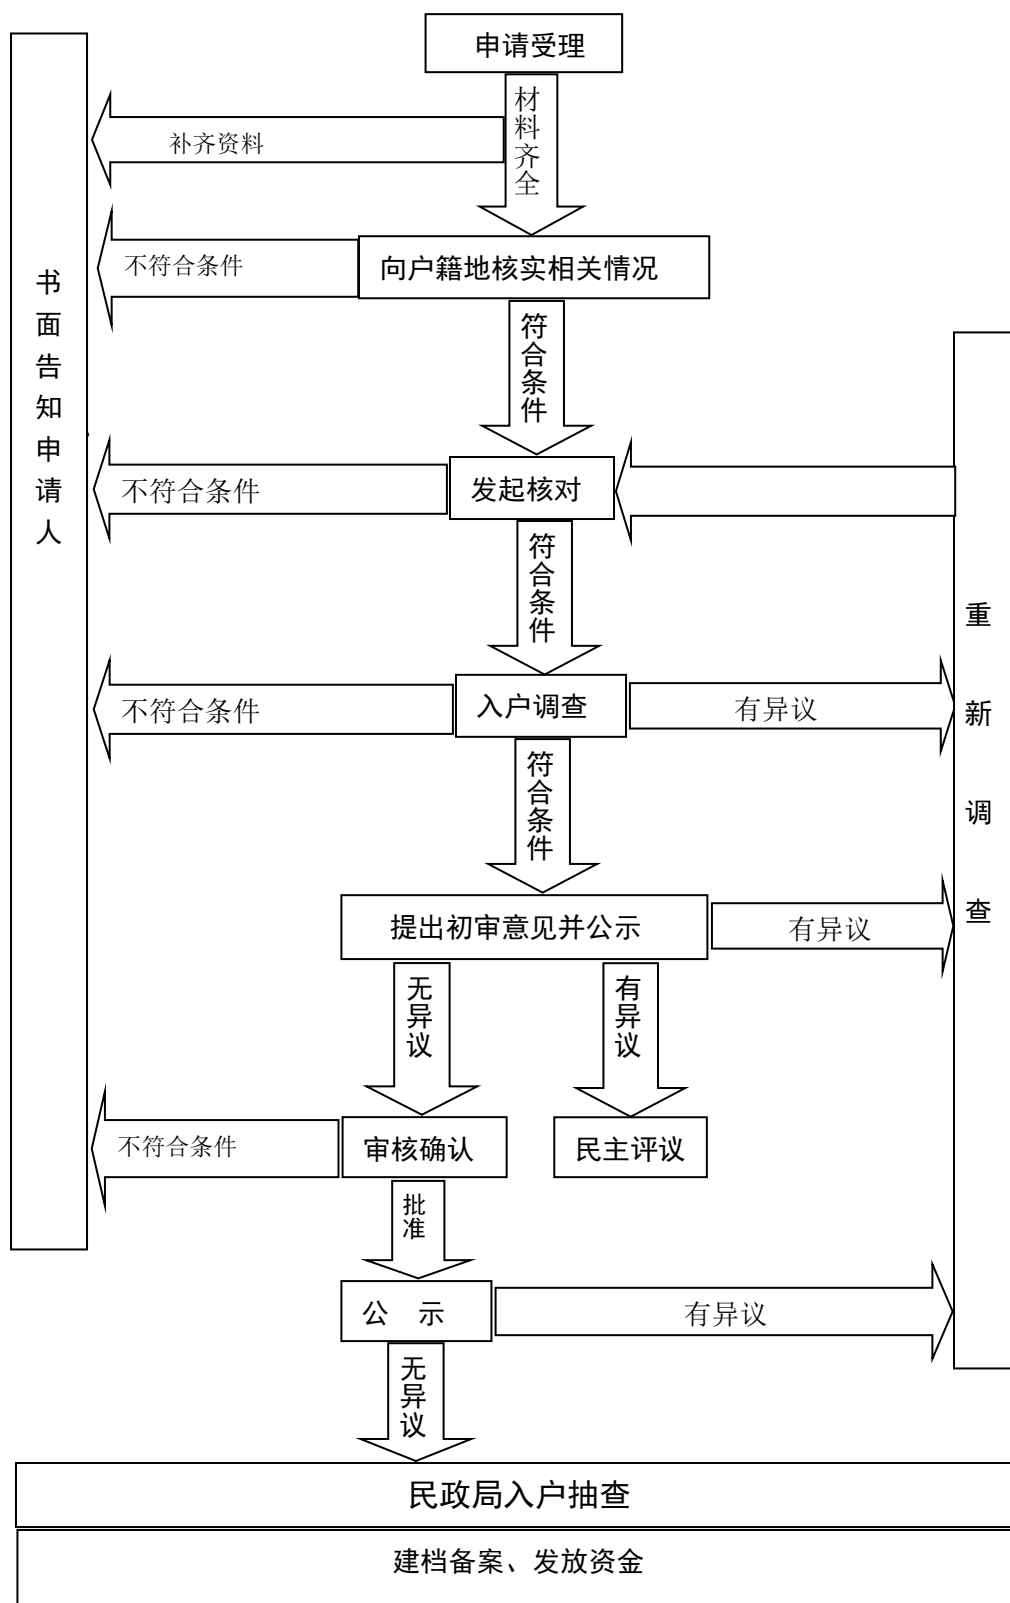 申请受理
材料齐全
补齐资料
向户籍地核实相关情况
不符合条件
书面告知申请人
符合条件
发起核对
不符合条件
符合条件
重新调查
入户调查
不符合条件
有异议
符合条件
提出初审意见并公示
有异议
无异议
有异议
审核确认
民主评议
不符合条件
批准
公 示
有异议
无异议
民政局入户抽查
建档备案、发放资金